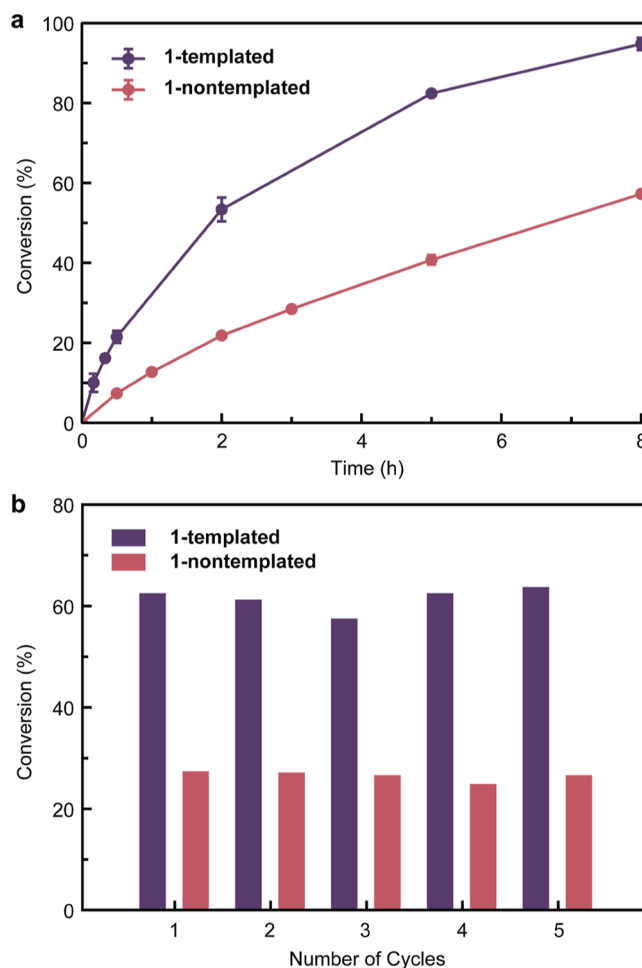 a
100
80
60
40
20
0
Conversion (%)
1-templated
1-nontemplated
0 2 4 6 8
Time (h)
b
80
60
40
20
0
Conversion (%)
1-templated
1-nontemplated
1 2 3 4 5
Number of Cycles